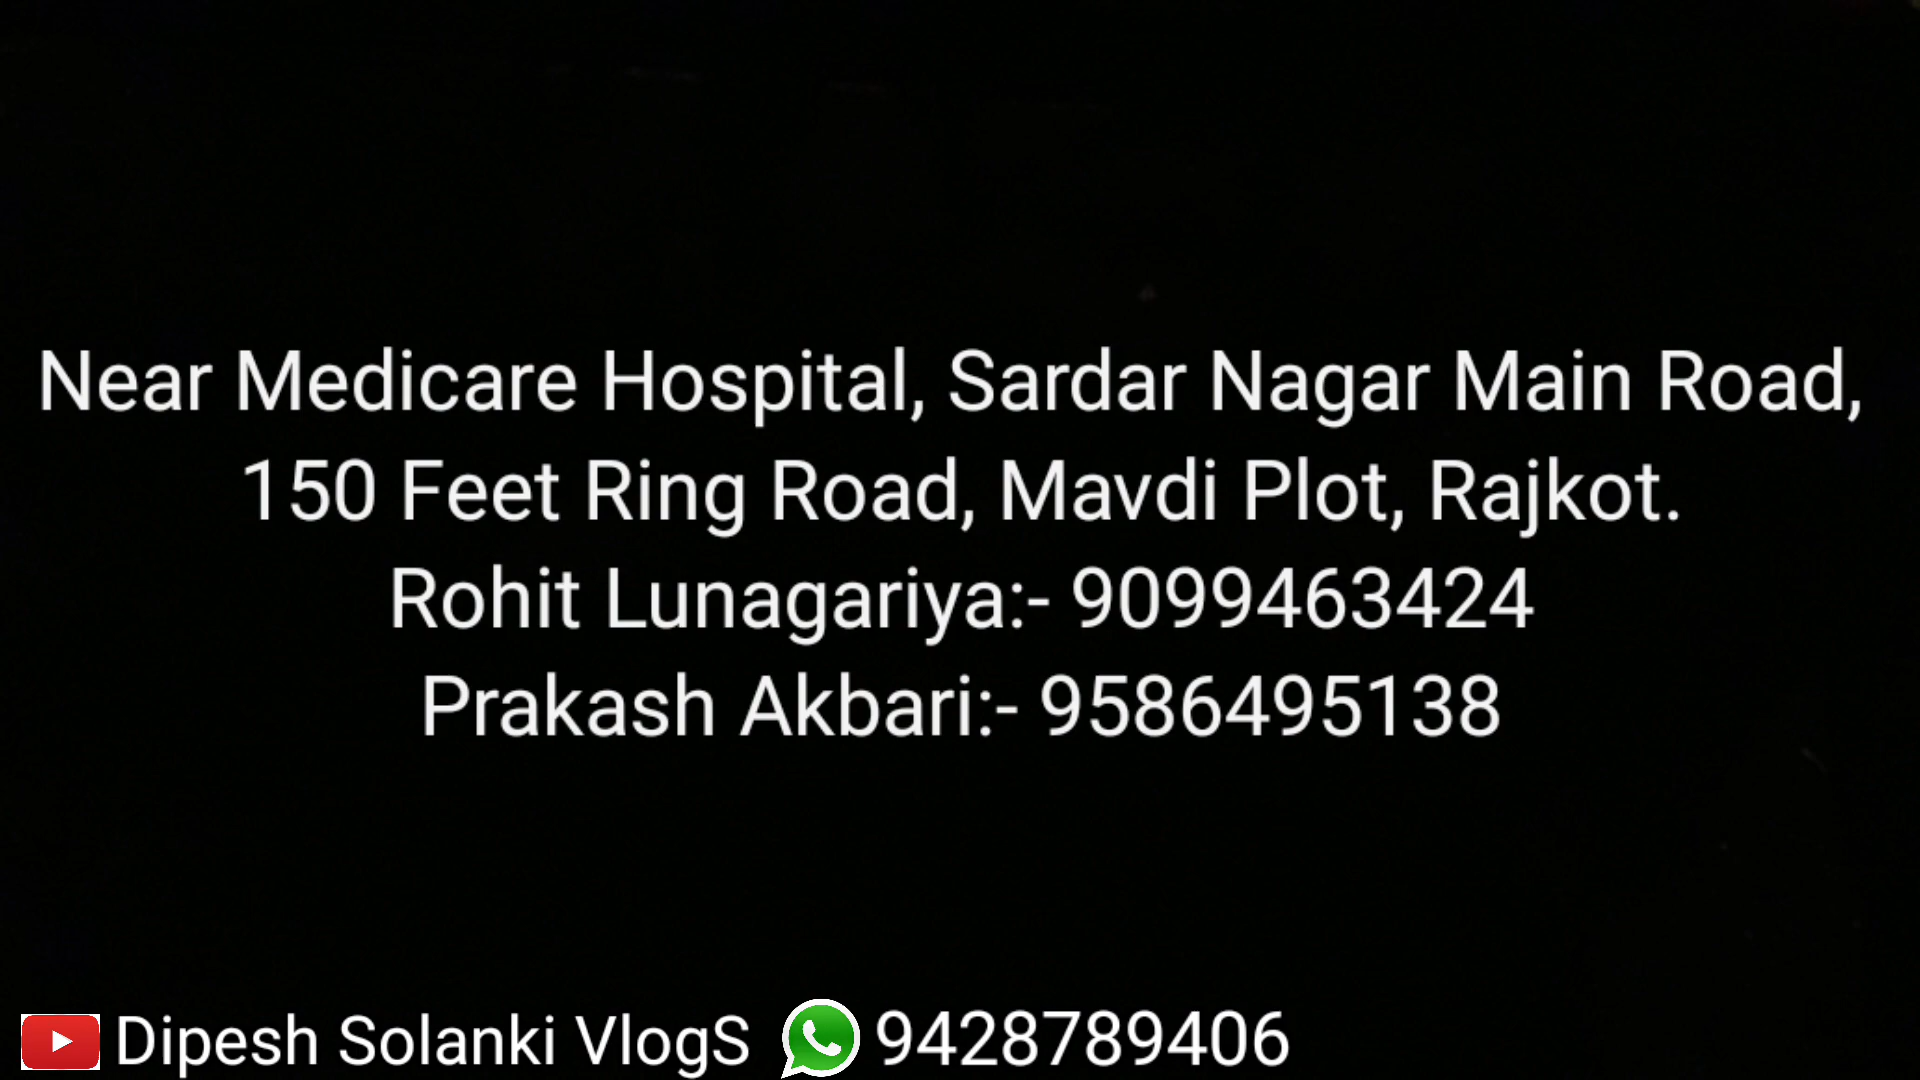 Near Medicare Hospital, Sardar Nagar Main Road,
150 Feet Ring Road, Mavdi Plot, Rajkot.
Rohit Lunagariya:- 9099463424
Prakash Akbari:- 9586495138
Dipesh Solanki VlogS 9428789406